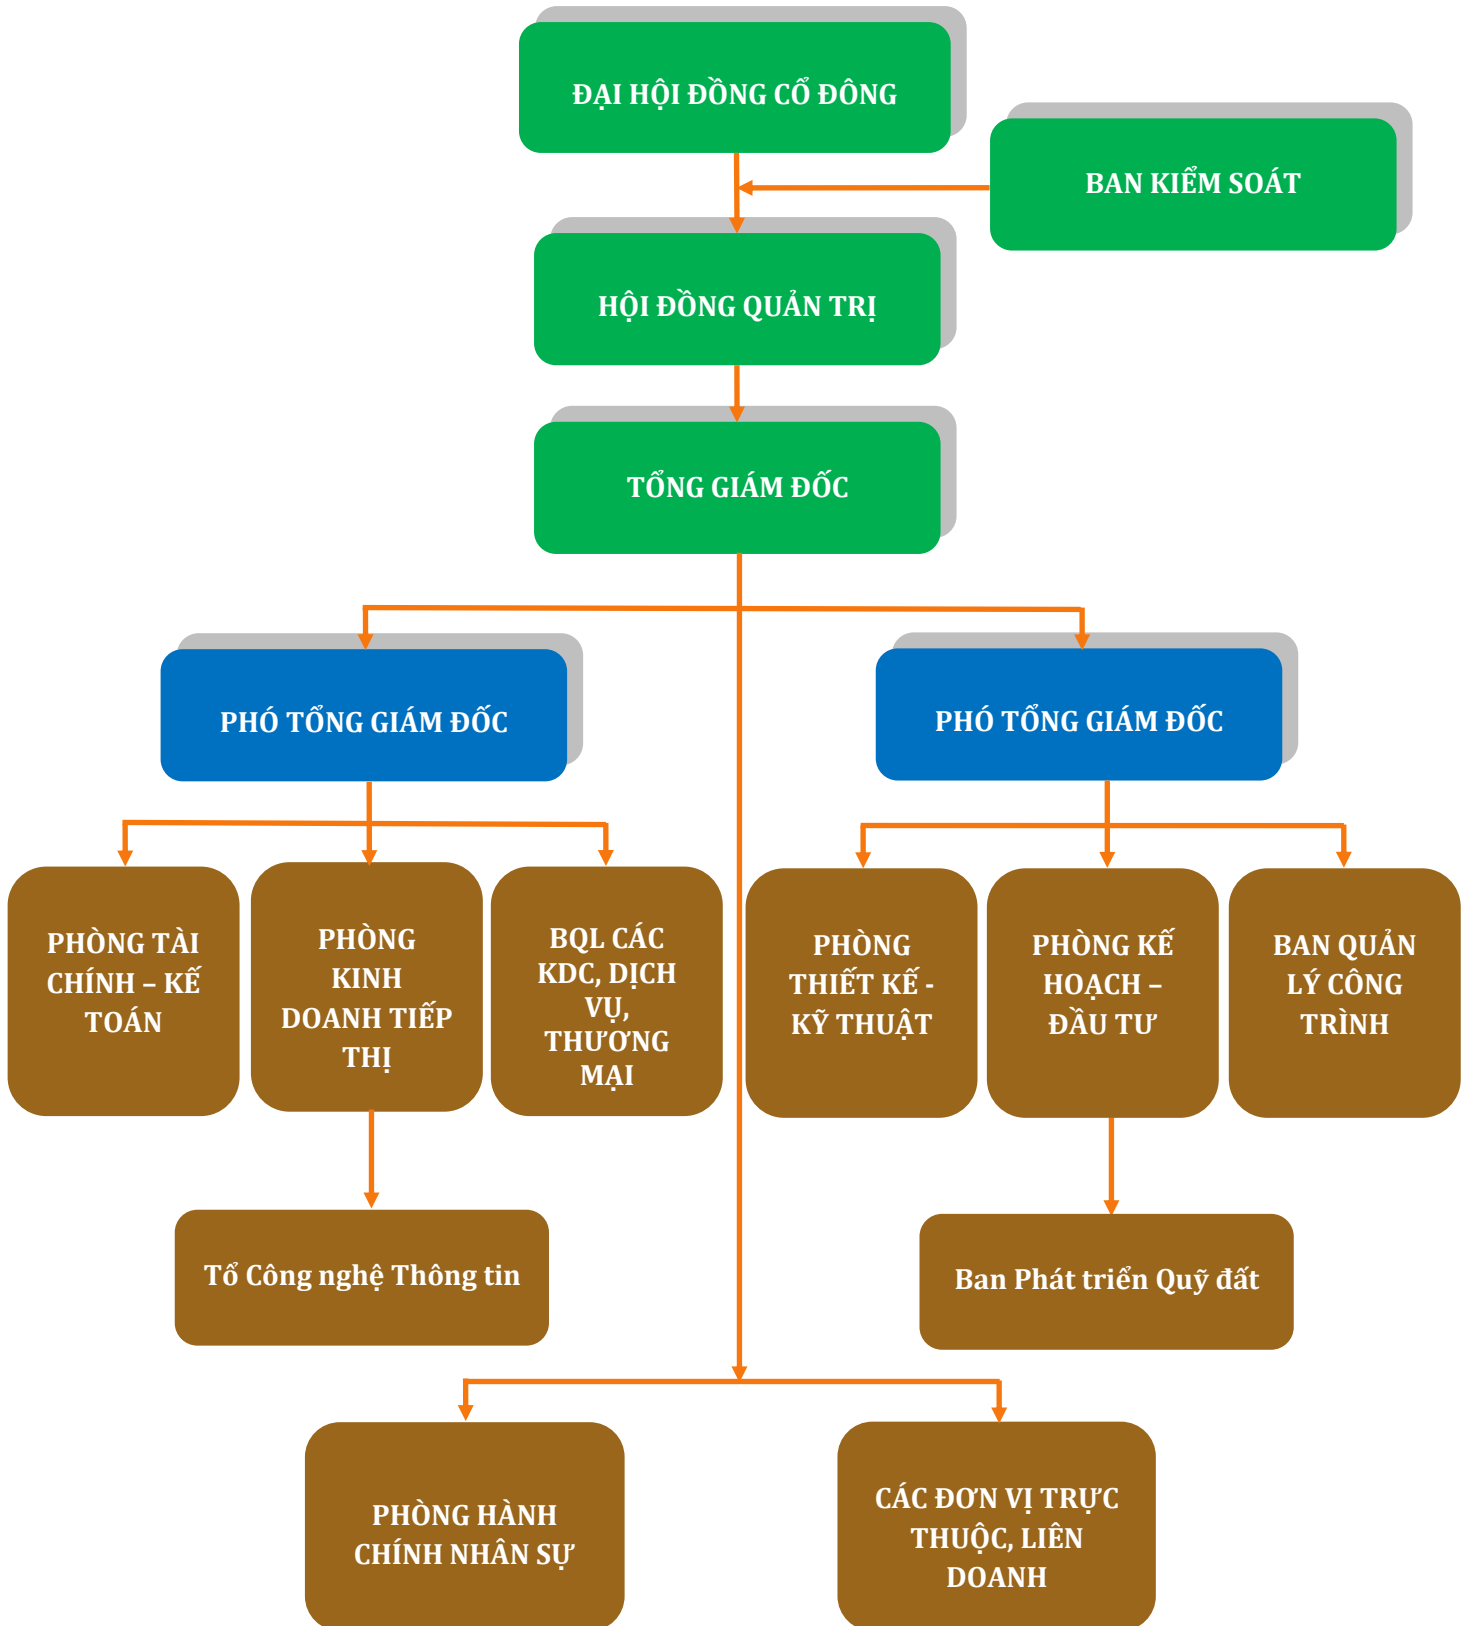 ĐẠI HỘI ĐỒNG CỔ ĐÔNG
BAN KIỂM SOÁT
HỘI ĐỒNG QUẢN TRỊ
TỔNG GIÁM ĐỐC
PHÓ TỔNG GIÁM ĐỐC
PHÓ TỔNG GIÁM ĐỐC
PHÒNG TÀI
CHÍNH – KẾ
TOÁN
PHÒNG
KINH
DOANH TIẾP
THỊ
BQL CÁC
KDC, DỊCH
VỤ,
THƯƠNG
MẠI
PHÒNG
THIẾT KẾ -
KỸ THUẬT
PHÒNG KẾ
HOẠCH –
ĐẦU TƯ
BAN QUẢN
LÝ CÔNG
TRÌNH
Tổ Công nghệ Thông tin
Ban Phát triển Quỹ đất
PHÒNG HÀNH
CHÍNH NHÂN SỰ
CÁC ĐƠN VỊ TRỰC
THUỘC, LIÊN
DOANH